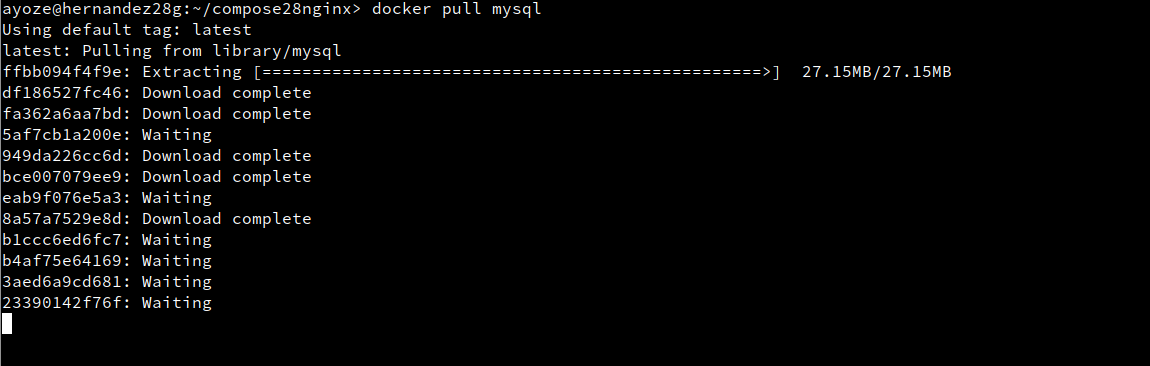 ayoze@hernandez28g:~/compose28nginx> docker pull mysql
Using default tag: latest
latest: Pulling from library/mysql
ffbb094f4f9e: Extracting [==================================================>]  27.15MB/27.15MB
df186527fc46: Download complete
fa362a6aa7bd: Download complete
5af7cb1a200e: Waiting
949da226cc6d: Download complete
bce007079ee9: Download complete
eab9f076e5a3: Waiting
8a57a7529e8d: Download complete
b1ccc6ed6fc7: Waiting
b4af75e64169: Waiting
3aed6a9cd681: Waiting
23390142f76f: Waiting